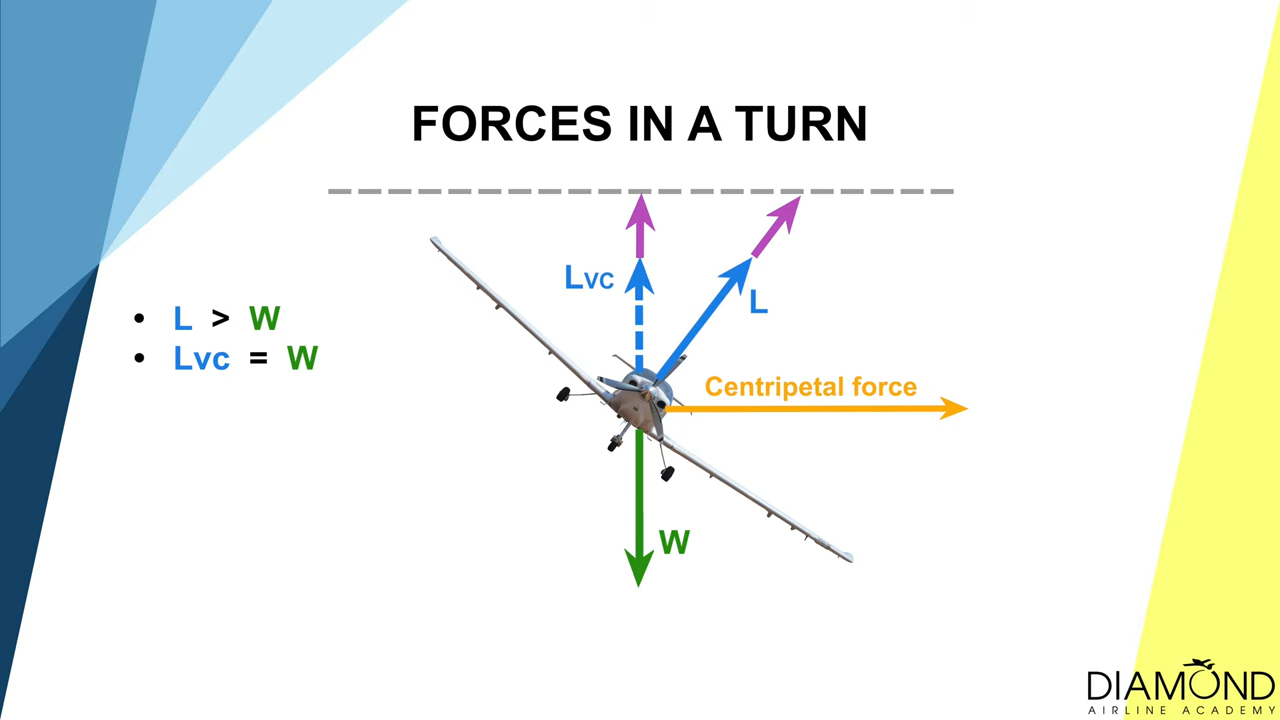 FORCES IN A TURN
Lvc
L
• L > W
• Lvc = W
Centripetal force
W
DIAMOND
AIRLINE ACADEMY